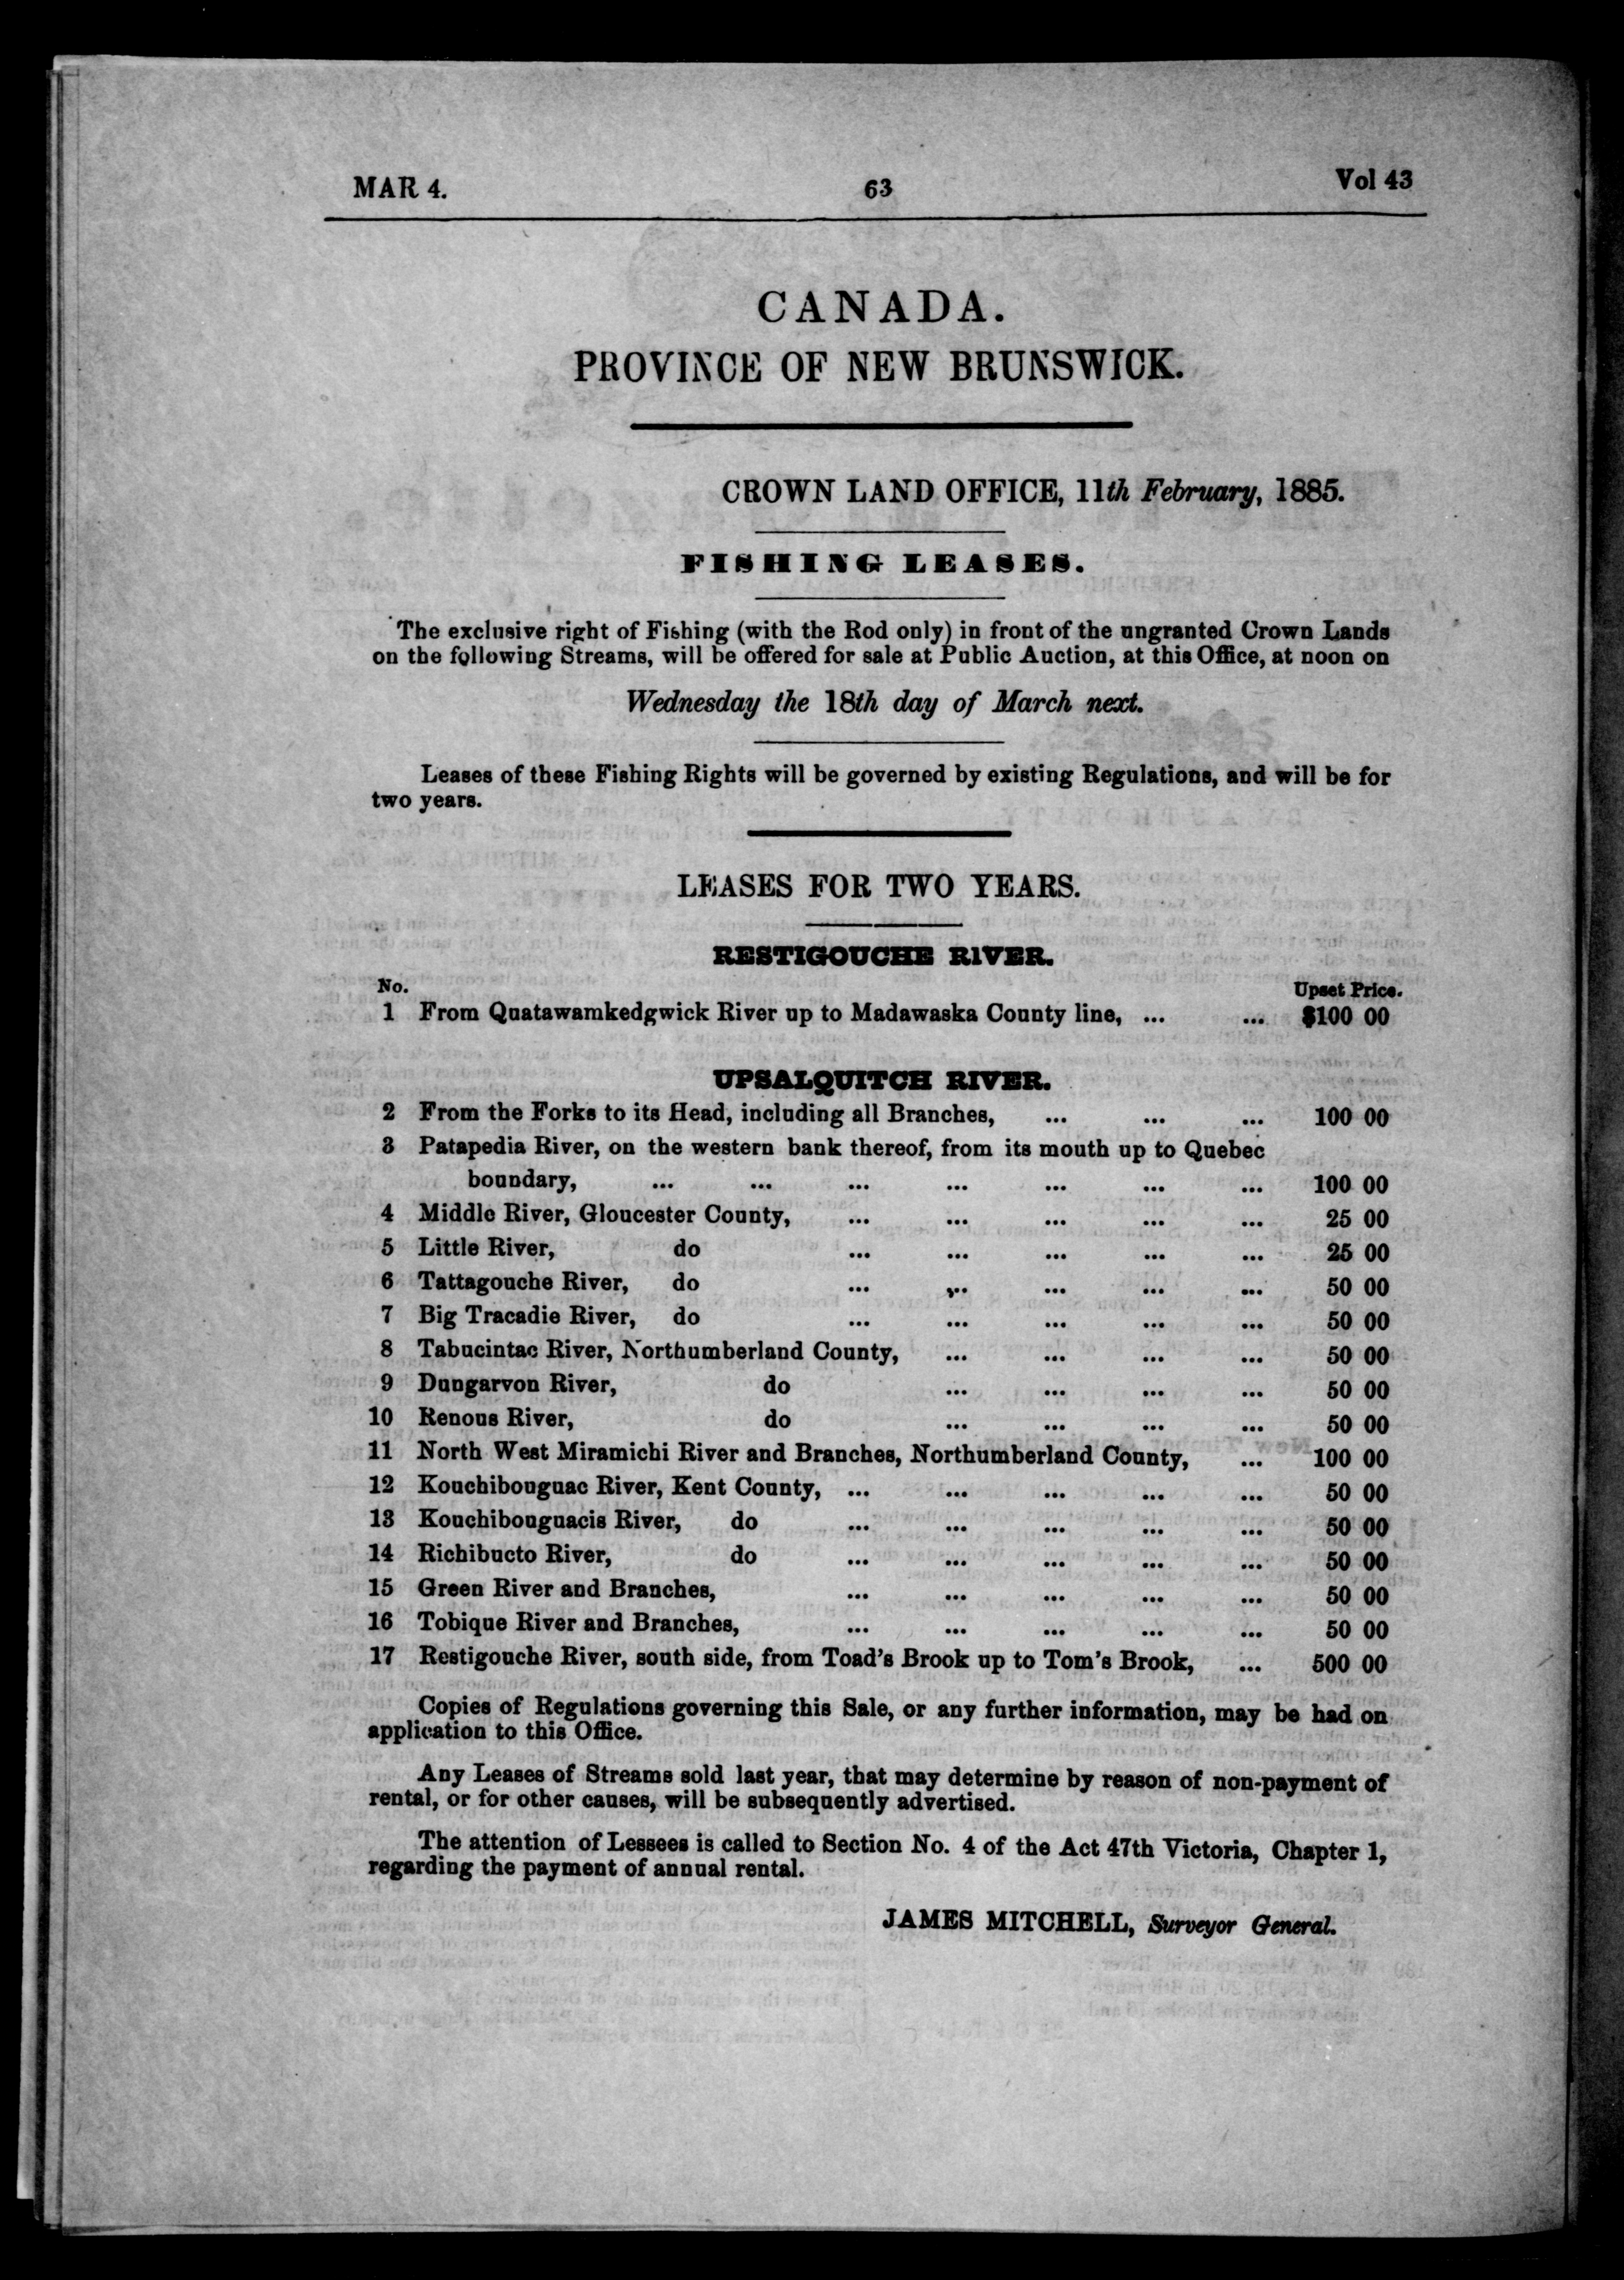 MAR 4. 63 Vol 43
CANADA.
PROVINCE OF NEW BRUNSWICK.
CROWN LAND OFFICE, 11th February, 1885.
FISHING LEASES.
The exclusive right of Fishing (with the Rod only) in front of the ungranted Crown Lands
on the following Streams, will be offered for sale at Public Auction, at this Office, at noon on
Wednesday the 18th day of March next.
Leases of these Fishing Rights will be governed by existing Regulations, and will be for
two years.
LEASES FOR TWO YEARS.
RESTIGOUCHE RIVER.
No. Upset Price.
1 From Quatawamkedgwick River up to Madawaska County line, ... ... $100 00
UPSALQUITCH RIVER.
2 From the Forks to its Head, including all Branches, ... ... ... 100 00
3 Patapedia River, on the western bank thereof, from its mouth up to Quebec
boundary, ... ... ... ... ... ... ... 100 00
4 Middle River, Gloucester County, ... ... ... ... ... 25 00
5 Little River, do ... ... ... ... ... 25 00
6 Tattagouche River, do ... ... ... ... ... 50 00
7 Big Tracadie River, do ... ... ... ... ... 50 00
8 Tabucintac River, Northumberland County, ... ... ... ... 50 00
9 Dungarvon River, do ... ... ... ... 50 00
10 Renous River, do ... ... ... ... 50 00
11 North West Miramichi River and Branches, Northumberland County, ... 100 00
12 Kouchibouguac River, Kent County, ... ... ... ... ... 50 00
13 Kouchibouguacis River, do ... ... ... ... ... 50 00
14 Richibucto River, do ... ... ... ... ... 50 00
15 Green River and Branches, ... ... ... ... ... 50 00
16 Tobique River and Branches, ... ... ... ... ... 50 00
17 Restigouche River, south side, from Toad's Brook up to Tom's Brook, ... 500 00
Copies of Regulations governing this Sale, or any further information, may be had on
application to this Office.
Any Leases of Streams sold last year, that may determine by reason of non-payment of
rental, or for other causes, will be subsequently advertised.
The attention of Lessees is called to Section No. 4 of the Act 47th Victoria, Chapter 1,
regarding the payment of annual rental.
JAMES MITCHELL, Surveyor General.